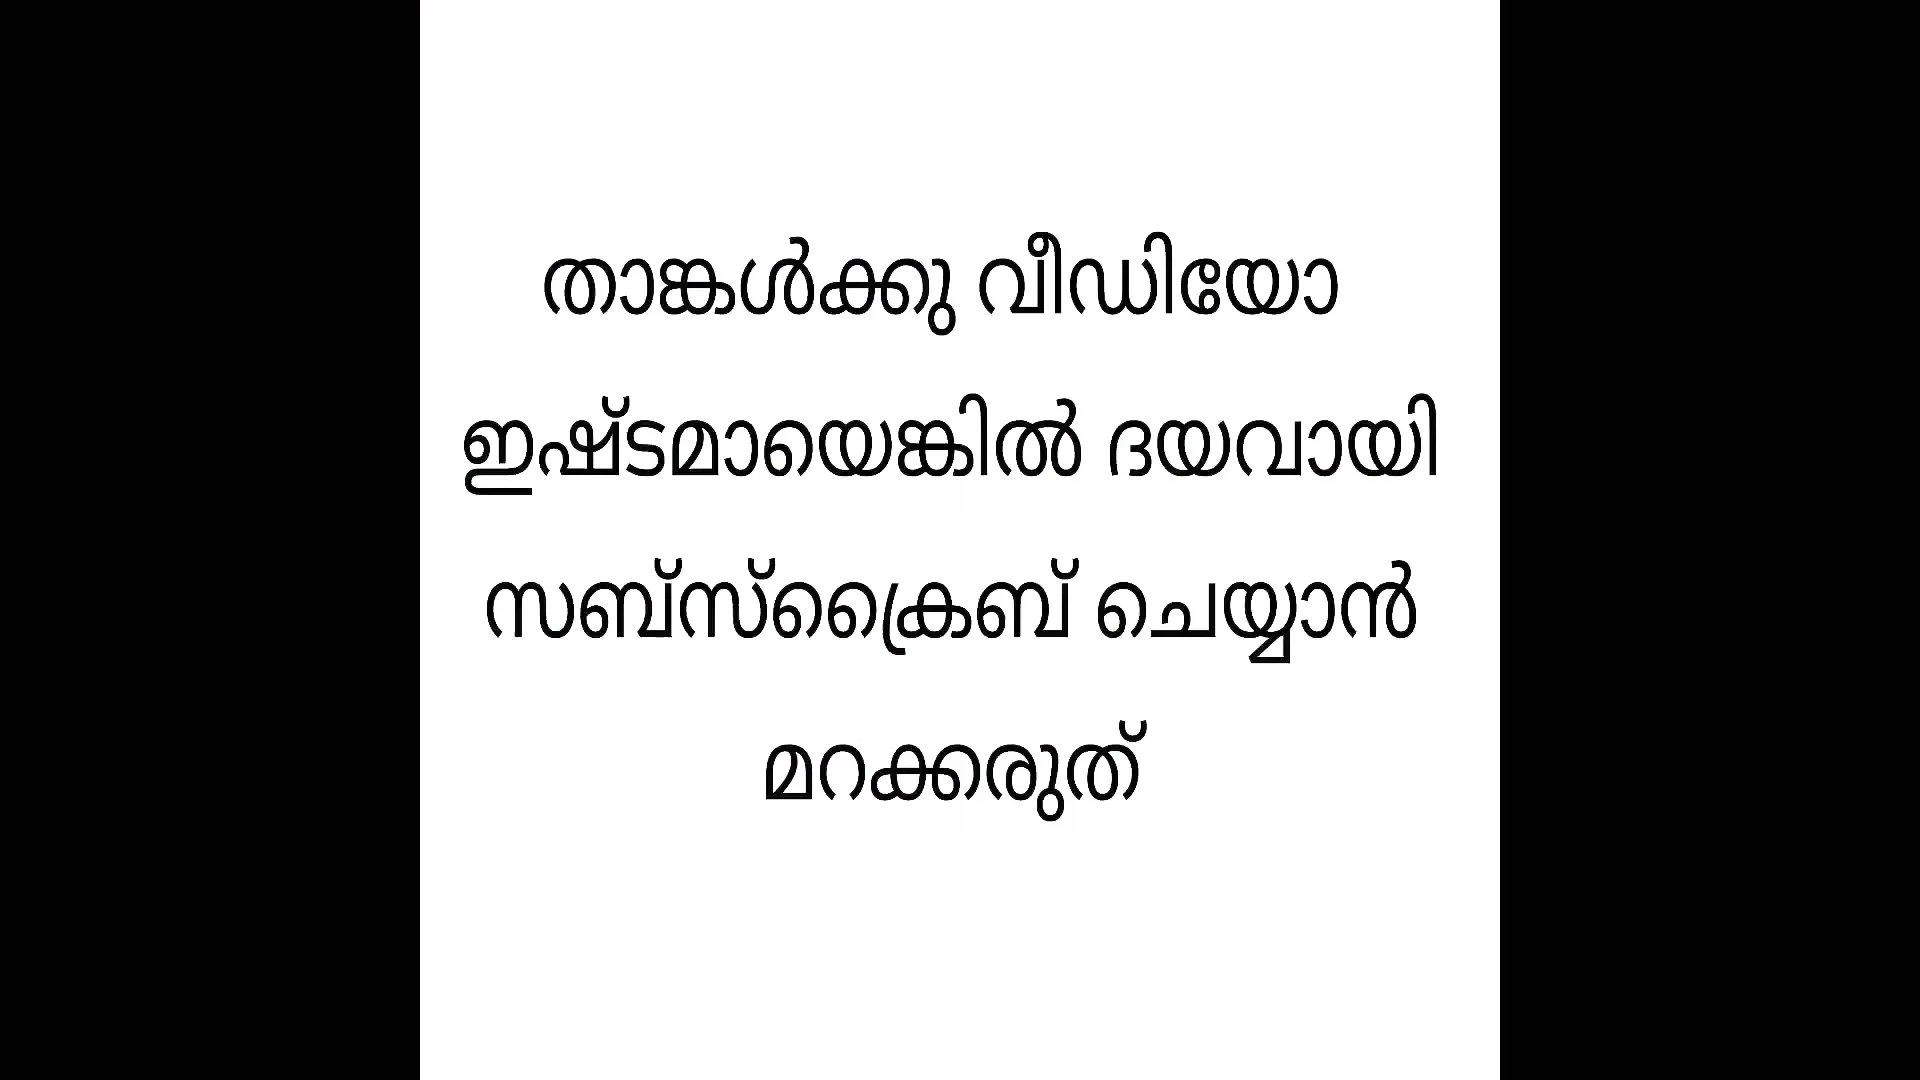 താങ്കൾക്കു വീഡിയോ
ഇഷ്ടമായെങ്കിൽ ദയവായി
സബ്സ്ക്രൈബ് ചെയ്യാൻ
മറക്കരുത്